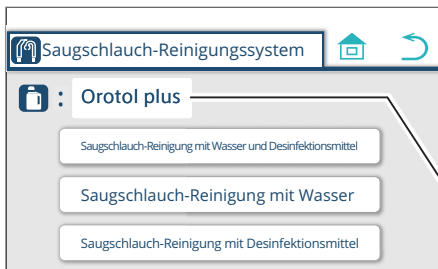 Saugschlauch-Reinigungssystem
: Orotol plus
Saugschlauch-Reinigung mit Wasser und Desinfektionsmittel
Saugschlauch-Reinigung mit Wasser
Saugschlauch-Reinigung mit Desinfektionsmittel